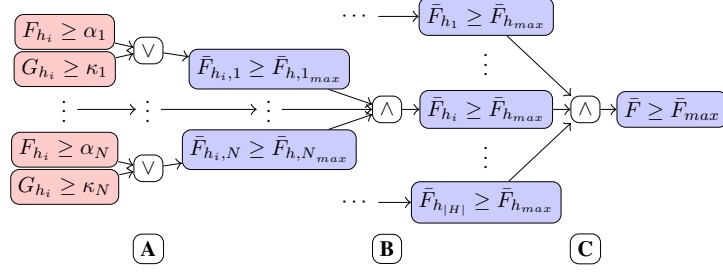 ··· F̄_{h_1} ≥ F̄_{h_{max}}
F_{h_i} ≥ α_1
G_{h_i} ≥ κ_1
∨
F̄_{h_i,1} ≥ F̄_{h,1_{max}}
⋮
⋮ ⋮ ⋮ ∧ F̄_{h_i} ≥ F̄_{h_{max}} ∧ F̄ ≥ F̄_{max}
F_{h_i} ≥ α_N
G_{h_i} ≥ κ_N
∨
F̄_{h_i,N} ≥ F̄_{h,N_{max}}
⋮
··· F̄_{h_{|H|}} ≥ F̄_{h_{max}}
A B C